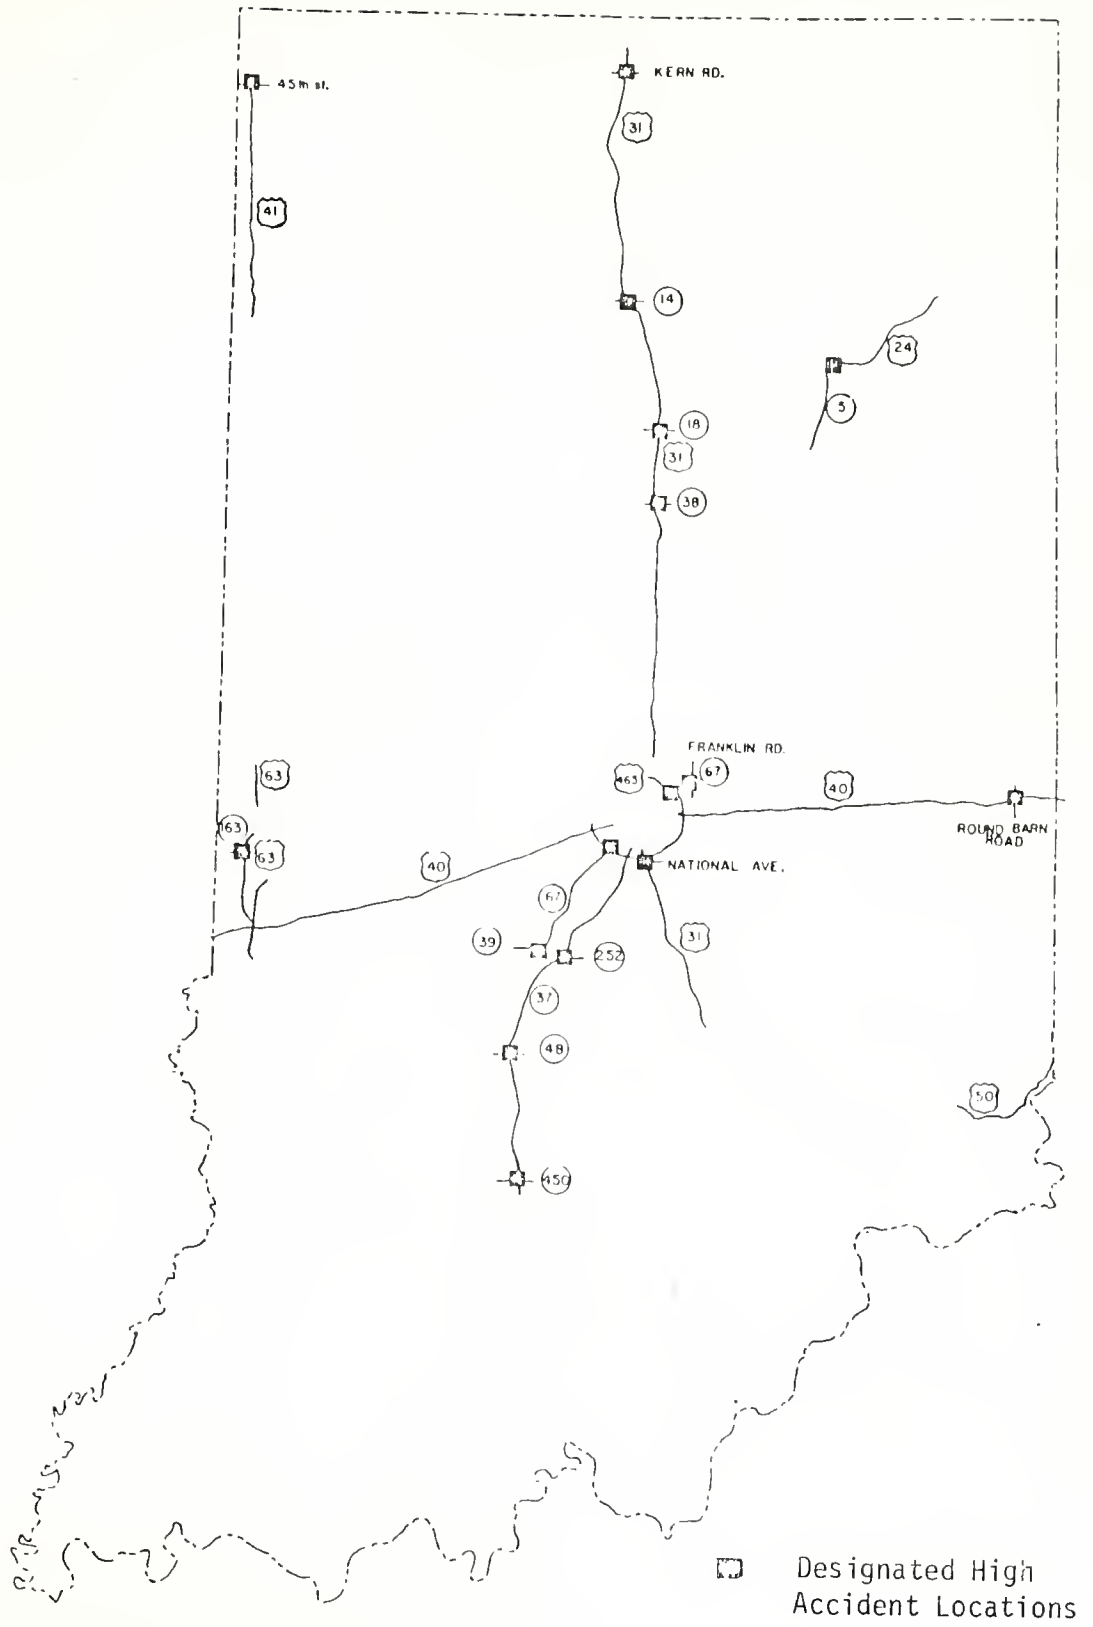 45th st.
KERN RD.
31
41
14
24
5
18
31
38
FRANKLIN RD.
63
465
67
40
163
63
ROUND BARN
ROAD
40
NATIONAL AVE.
67
39
31
252
37
48
50
450
Designated High
Accident Locations